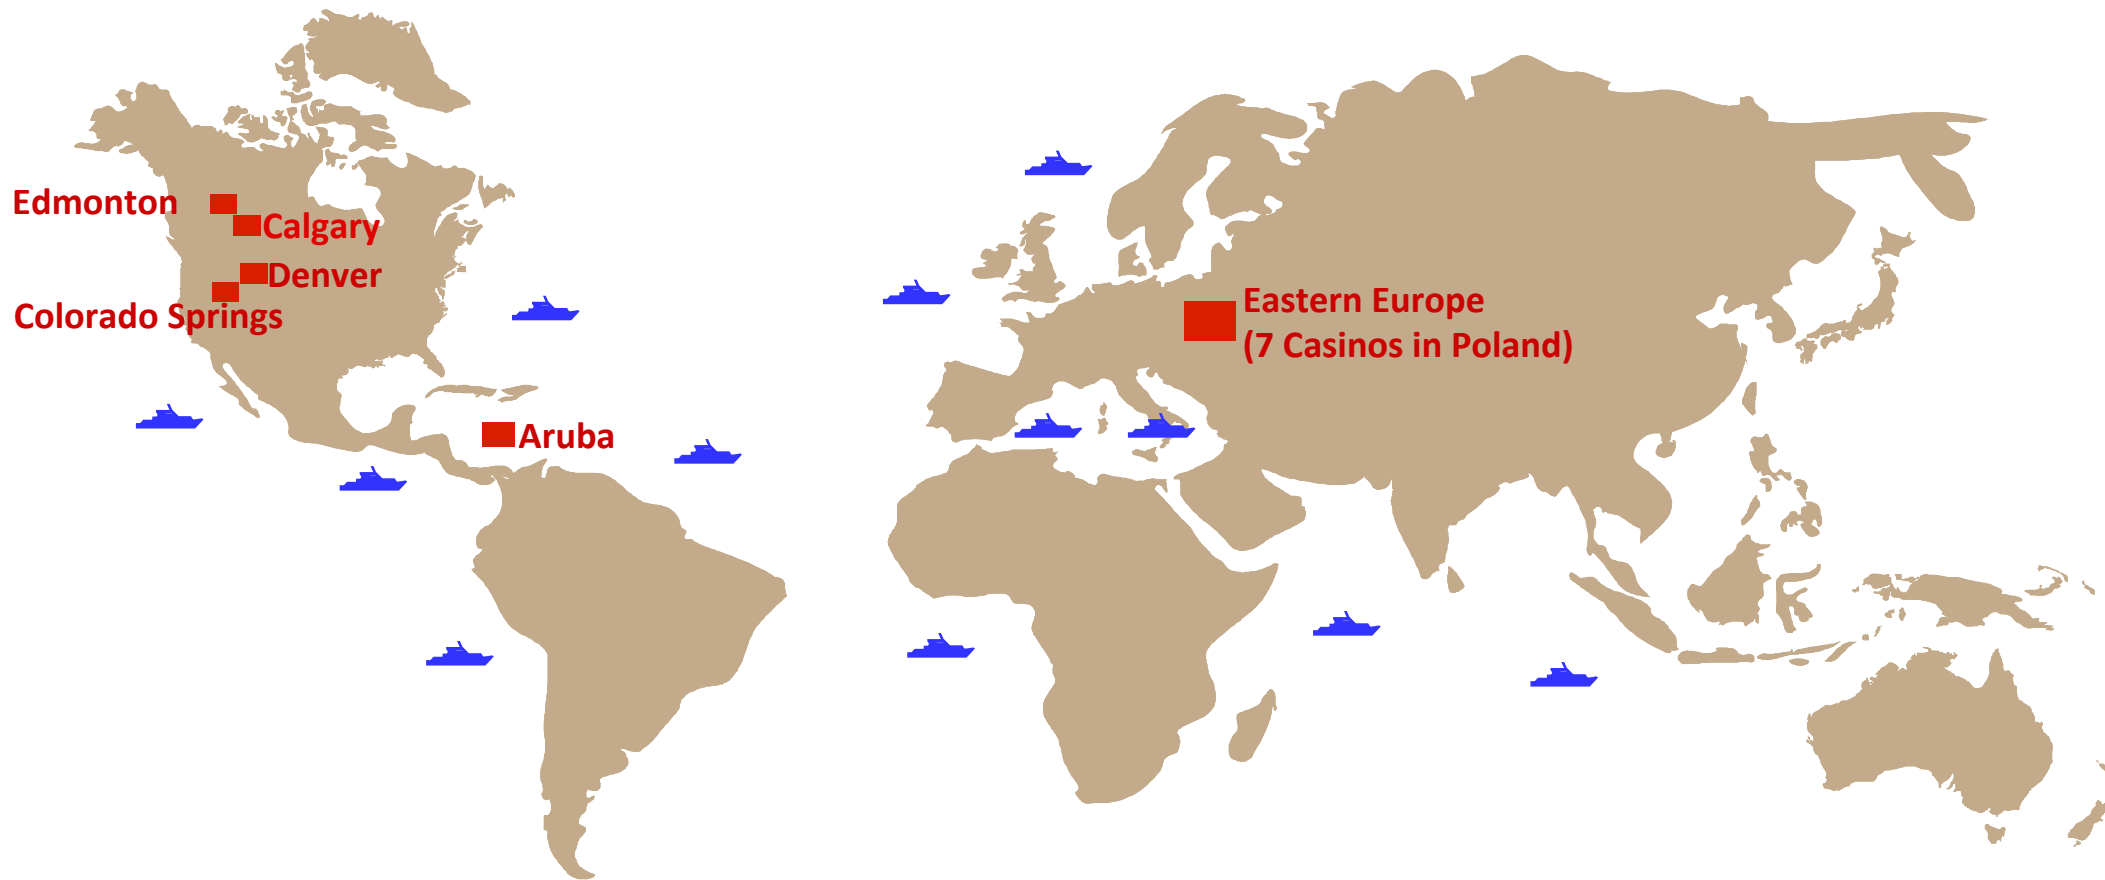 Edmonton
Calgary
Denver
Colorado Springs
Eastern Europe
(7 Casinos in Poland)
Aruba